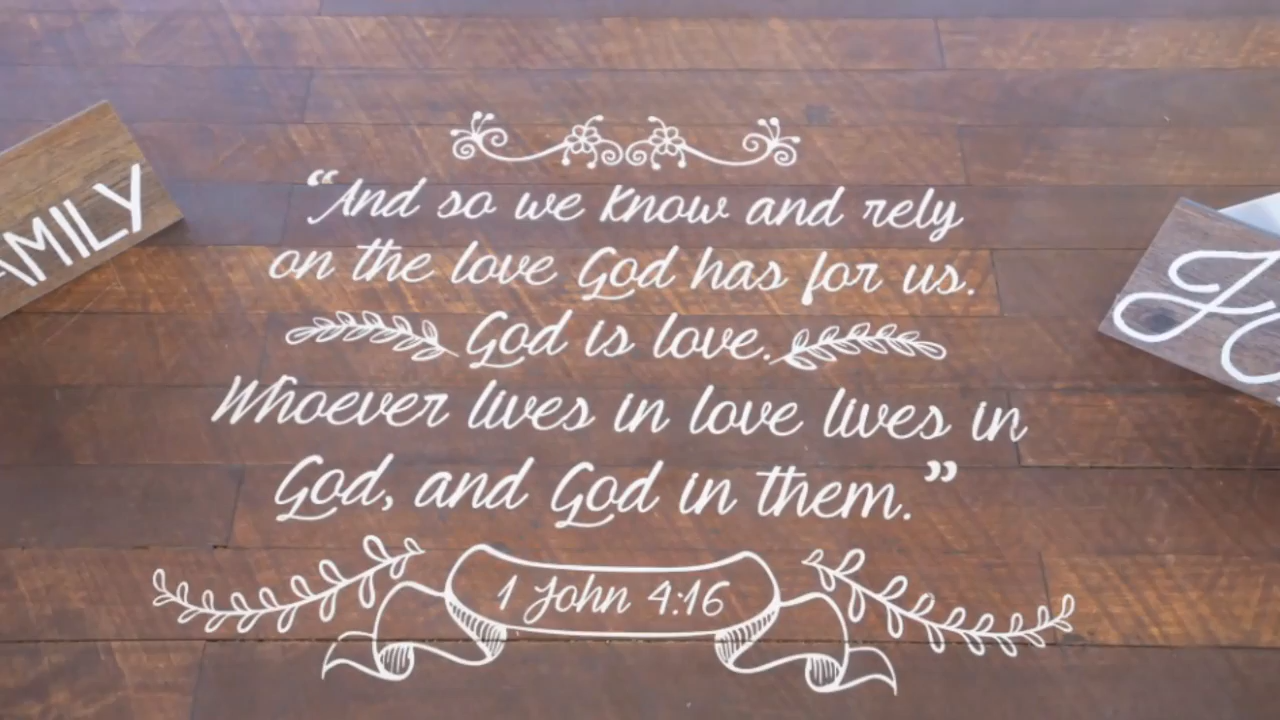 "And so we know and rely
on the love God has for us.
God is love.
Whoever lives in love lives in
God, and God in them."
1 John 4:16
AMILY